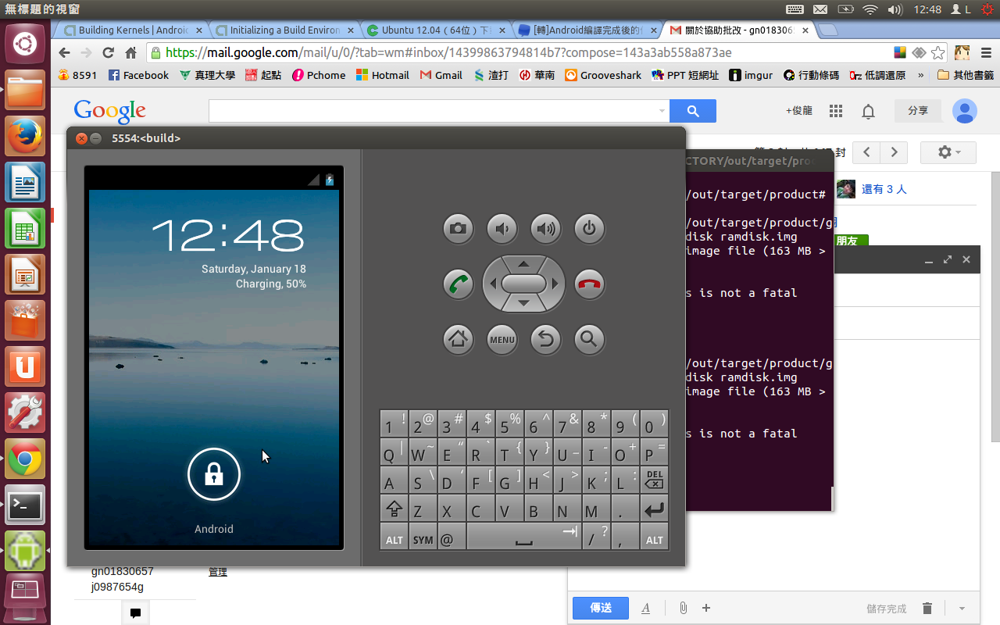 無標題的視窗
12:48
L
Building Kernels | Android
Initializing a Build Environ
Ubuntu 12.04（64位）下
[轉]Android編譯完成後的
關於協助批改 - gn018306
https://mail.google.com/mail/u/0/?tab=wm#inbox/14399863794814b7?compose=143a3ab558a873ae
8591
Facebook
真理大學
起點
Pchome
Hotmail
Gmail
渣打
華南
Grooveshark
PPT 短網址
imgur
行動條碼
低調還原
»
其他書籤
Google
+俊龍
分享
5554:<build>
封
CTORY/out/target/pro
還有 3 人
/out/target/product#
/out/target/product/g
disk ramdisk.img
image file (163 MB >
朋友
s is not a fatal
/out/target/product/g
disk ramdisk.img
image file (163 MB >
s is not a fatal
12:48
Saturday, January 18
Charging, 50%
Android
MENU
1 ! 2 @ 3 # 4 $ 5 % 6 ^ 7 & 8 * 9 ( 0 )
Q | W ~ E “ R ` T { Y } U _ I - O + P =
A S \ D ‘ F [ G ] H < J > K ; L : DEL
Z X C V B N M .
ALT SYM @ / ? , ALT
gn01830657
管理
j0987654g
傳送
A
儲存完成